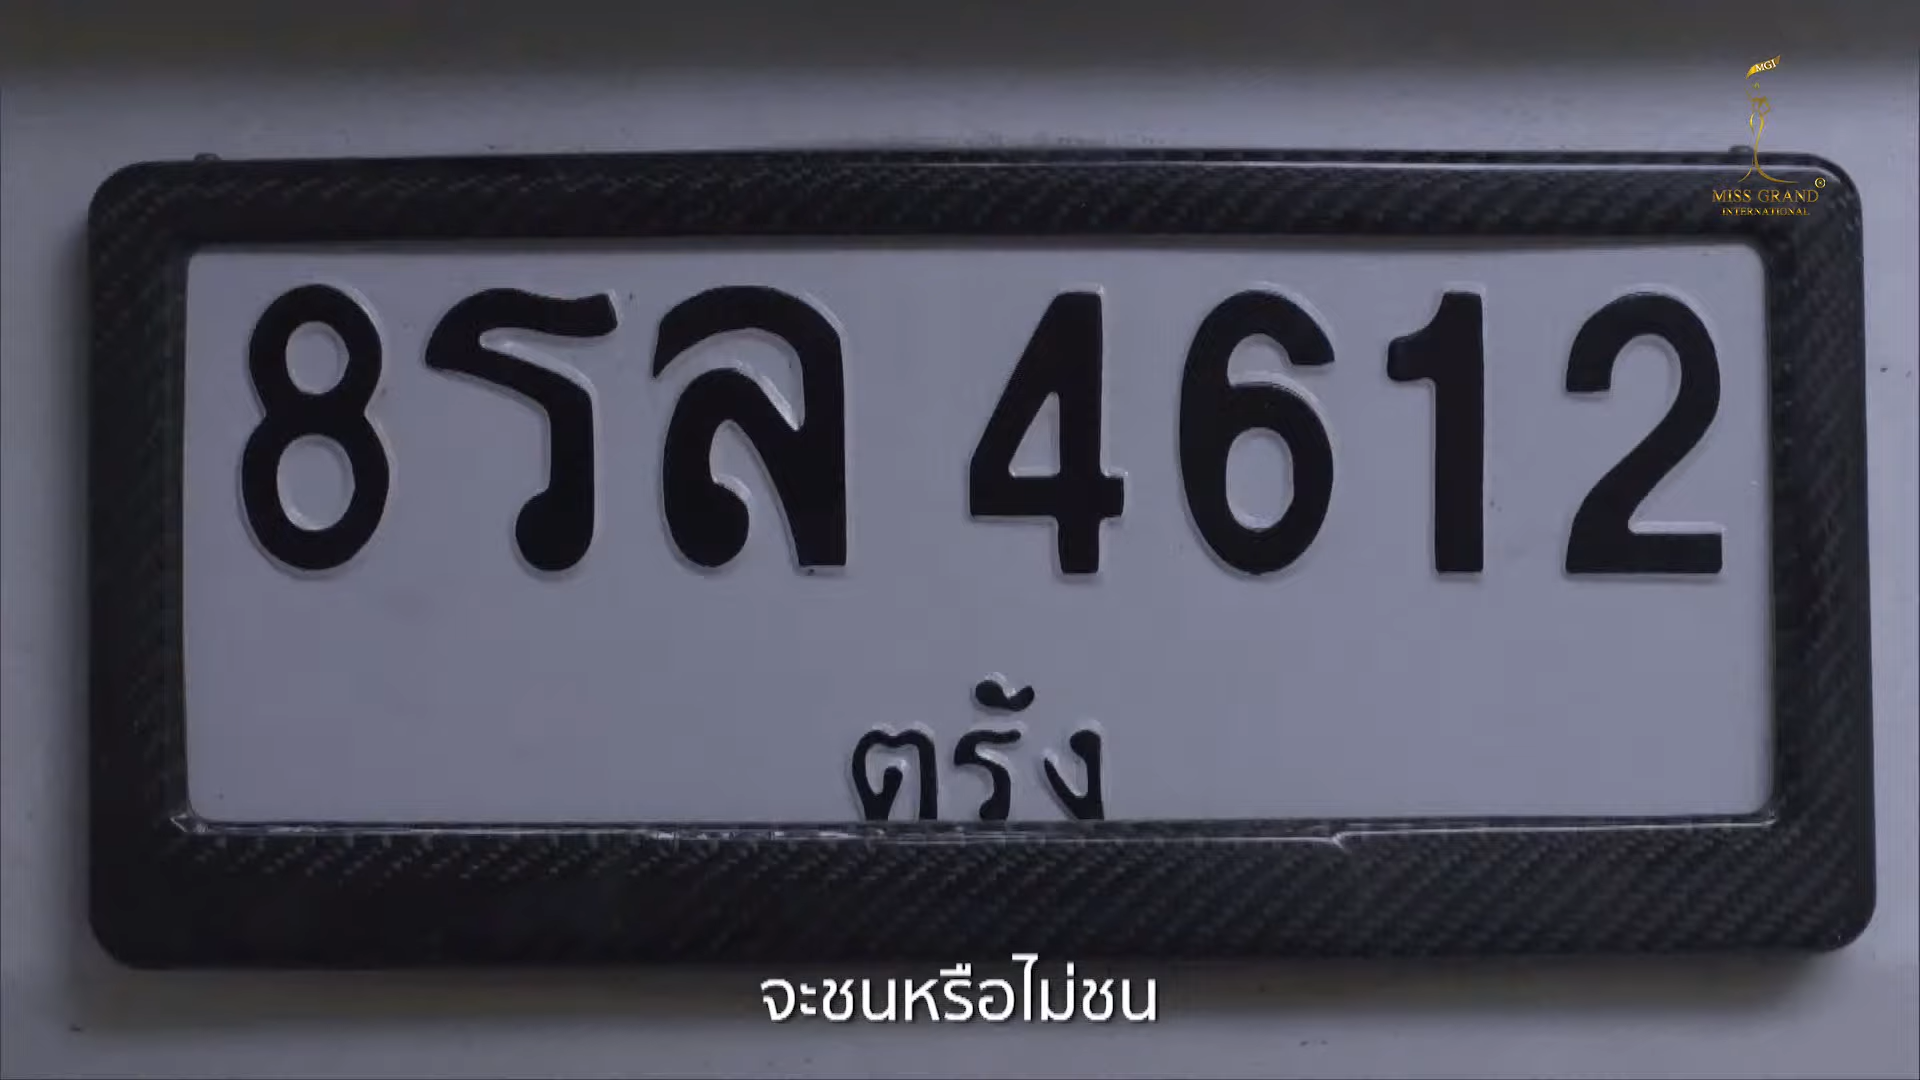 MGI
MISS GRAND®
INTERNATIONAL
8รล 4612
ตรัง
จะชนหรือไม่ชน